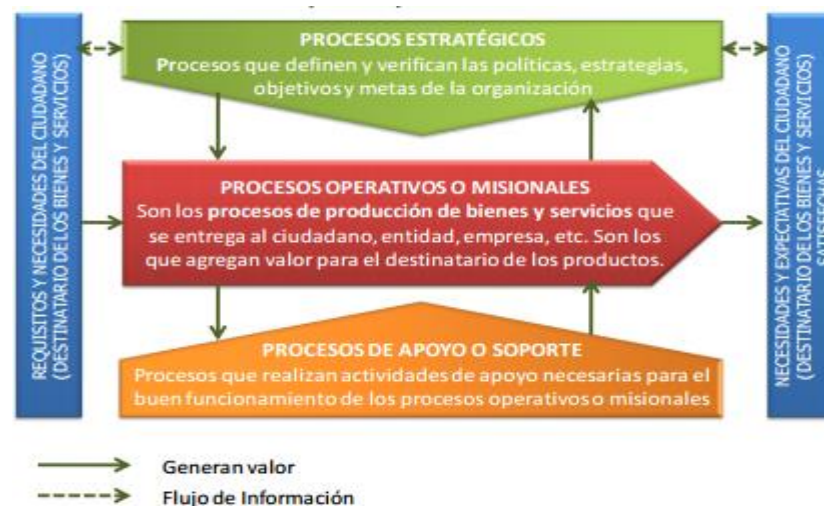 REQUISITOS Y NECESIDADES DEL CIUDADANO
(DESTINATARIO DE LOS BIENES Y SERVICIOS)
PROCESOS ESTRATÉGICOS
Procesos que definen y verifican las políticas, estrategias,
objetivos y metas de la organización
PROCESOS OPERATIVOS O MISIONALES
Son los procesos de producción de bienes y servicios que
se entrega al ciudadano, entidad, empresa, etc. Son los
que agregan valor para el destinatario de los productos.
PROCESOS DE APOYO O SOPORTE
Procesos que realizan actividades de apoyo necesarias para el
buen funcionamiento de los procesos operativos o misionales
NECESIDADES Y EXPECTATIVAS DEL CIUDADANO
(DESTINATARIO DE LOS BIENES Y SERVICIOS)
SATISFECHAS
Generan valor
Flujo de Información